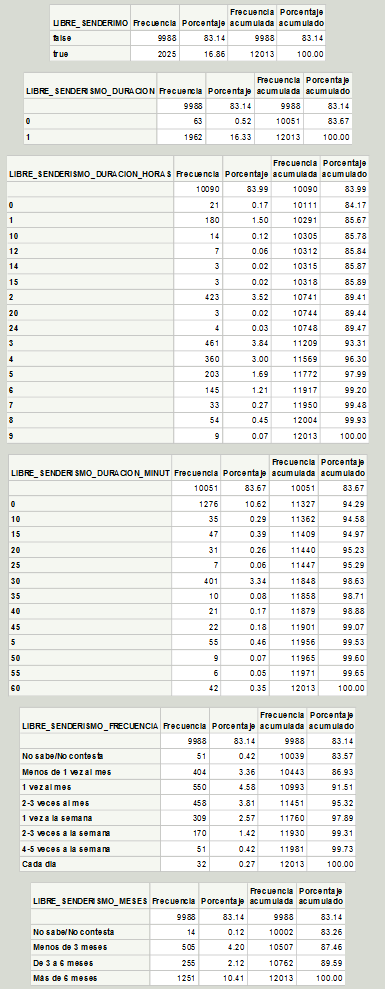 LIBRE_SENDERIMO Frecuencia Porcentaje Frecuencia acumulada Porcentaje acumulado
false 9988 83.14 9988 83.14
true 2025 16.86 12013 100.00
LIBRE_SENDERISMO_DURACION Frecuencia Porcentaje Frecuencia acumulada Porcentaje acumulado
9988 83.14 9988 83.14
0 63 0.52 10051 83.67
1 1962 16.33 12013 100.00
LIBRE_SENDERISMO_DURACION_HORAS Frecuencia Porcentaje Frecuencia acumulada Porcentaje acumulado
10090 83.99 10090 83.99
0 21 0.17 10111 84.17
1 180 1.50 10291 85.67
10 14 0.12 10305 85.78
12 7 0.06 10312 85.84
14 3 0.02 10315 85.87
15 3 0.02 10318 85.89
2 423 3.52 10741 89.41
20 3 0.02 10744 89.44
24 4 0.03 10748 89.47
3 461 3.84 11209 93.31
4 360 3.00 11569 96.30
5 203 1.69 11772 97.99
6 145 1.21 11917 99.20
7 33 0.27 11950 99.48
8 54 0.45 12004 99.93
9 9 0.07 12013 100.00
LIBRE_SENDERISMO_DURACION_MINUT Frecuencia Porcentaje Frecuencia acumulada Porcentaje acumulado
10051 83.67 10051 83.67
0 1276 10.62 11327 94.29
10 35 0.29 11362 94.58
15 47 0.39 11409 94.97
20 31 0.26 11440 95.23
25 7 0.06 11447 95.29
30 401 3.34 11848 98.63
35 10 0.08 11858 98.71
40 21 0.17 11879 98.88
45 22 0.18 11901 99.07
5 55 0.46 11956 99.53
50 9 0.07 11965 99.60
55 6 0.05 11971 99.65
60 42 0.35 12013 100.00
LIBRE_SENDERISMO_FRECUENCIA Frecuencia Porcentaje Frecuencia acumulada Porcentaje acumulado
9988 83.14 9988 83.14
No sabe/No contesta 51 0.42 10039 83.57
Menos de 1 vez al mes 404 3.36 10443 86.93
1 vez al mes 550 4.58 10993 91.51
2-3 veces al mes 458 3.81 11451 95.32
1 vez a la semana 309 2.57 11760 97.89
2-3 veces a la semana 170 1.42 11930 99.31
4-5 veces a la semana 51 0.42 11981 99.73
Cada dia 32 0.27 12013 100.00
LIBRE_SENDERISMO_MESES Frecuencia Porcentaje Frecuencia acumulada Porcentaje acumulado
9988 83.14 9988 83.14
No sabe/No contesta 14 0.12 10002 83.26
Menos de 3 meses 505 4.20 10507 87.46
De 3 a 6 meses 255 2.12 10762 89.59
Más de 6 meses 1251 10.41 12013 100.00